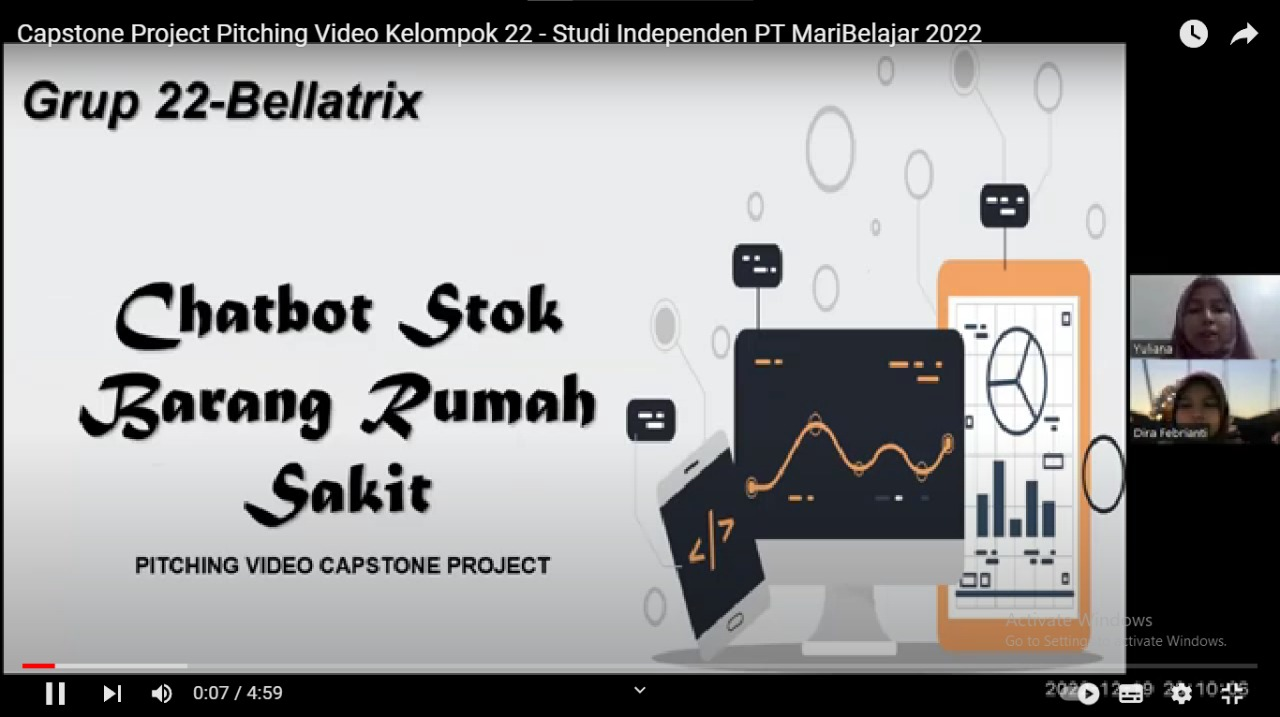 Capstone Project Pitching Video Kelompok 22 - Studi Independen PT MariBelajar 2022
Grup 22-Bellatrix
Chatbot Stok
Barang Rumah
Sakit
PITCHING VIDEO CAPSTONE PROJECT
</>
Yuliana
Dira Febrianti
Activate Windows
Go to Settings to activate Windows.
0:07 / 4:59